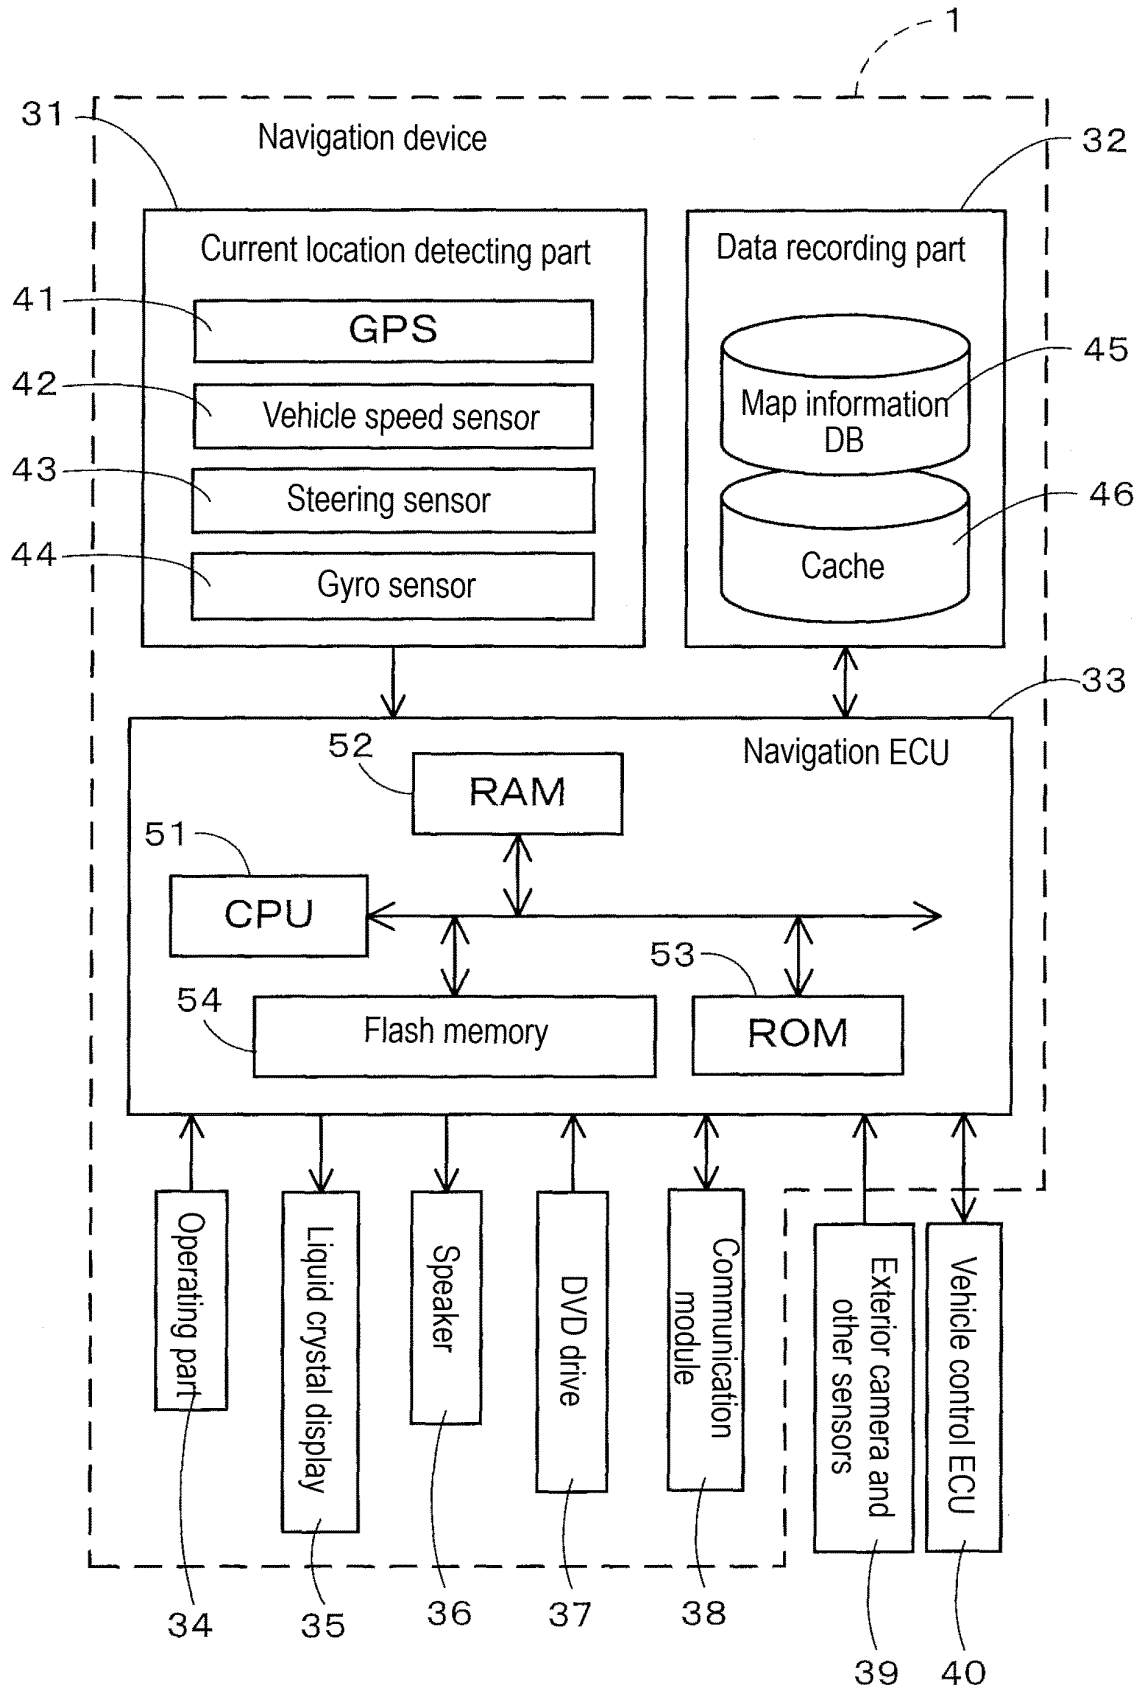 1
31
Navigation device
32
Current location detecting part
Data recording part
41
GPS
45
42
Vehicle speed sensor
Map information
DB
43
Steering sensor
46
44
Gyro sensor
Cache
33
52
Navigation ECU
RAM
51
CPU
53
54
Flash memory
ROM
Operating part
Liquid crystal display
Speaker
DVD drive
Communication
module
Exterior camera and
other sensors
Vehicle control ECU
34
35
36
37
38
39
40